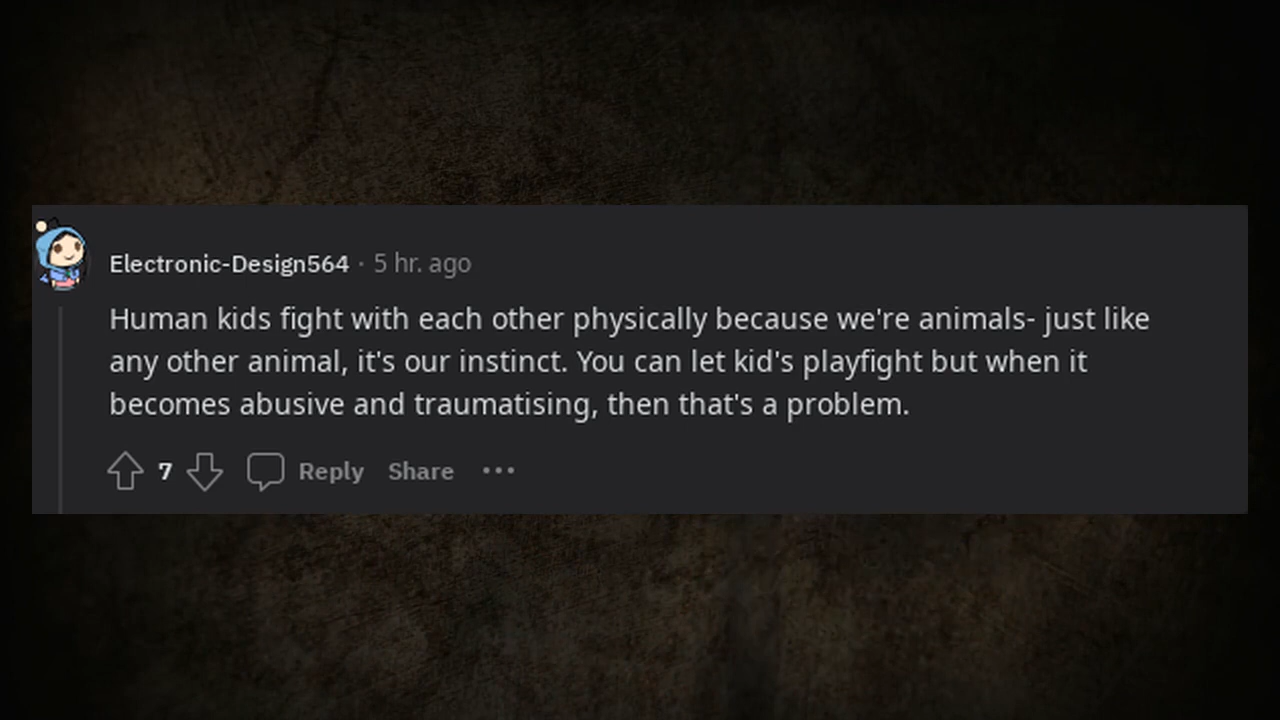 Electronic-Design564 · 5 hr. ago
Human kids fight with each other physically because we're animals- just like
any other animal, it's our instinct. You can let kid's playfight but when it
becomes abusive and traumatising, then that's a problem.
7 Reply Share